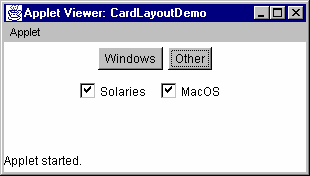 Applet Viewer: CardLayoutDemo
Applet
Windows Other
Solaries MacOS
Applet started.